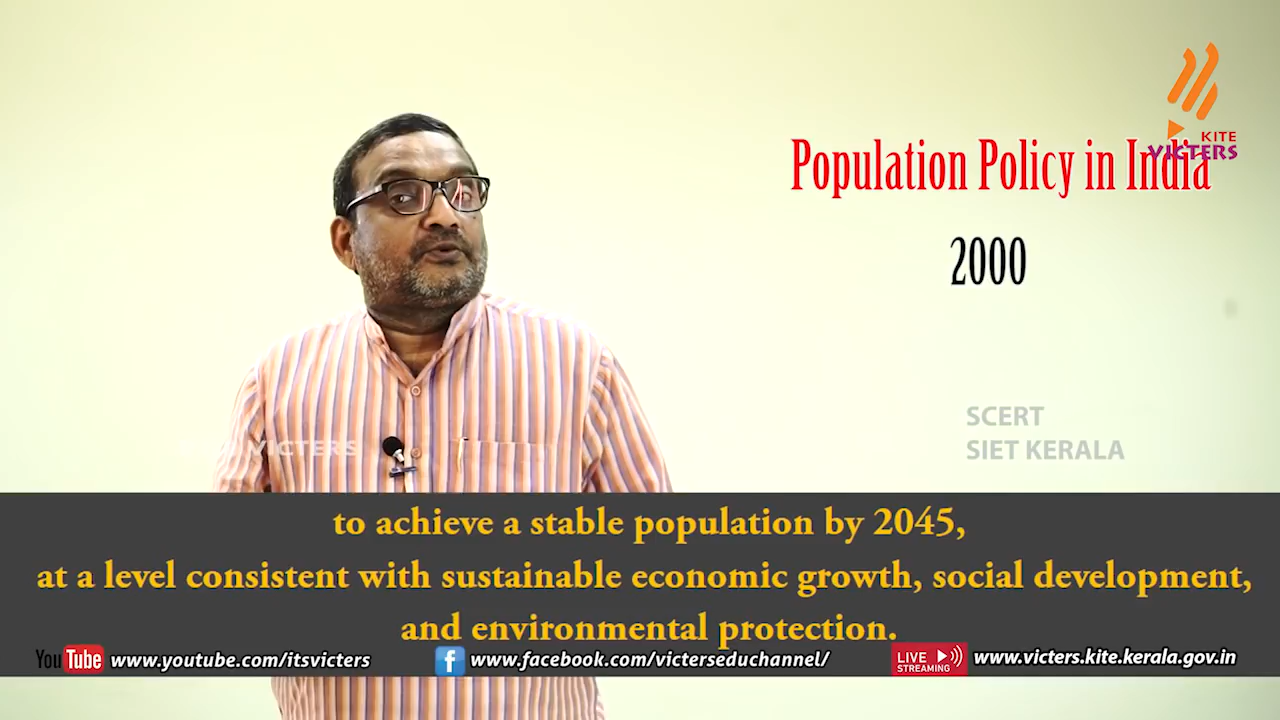 KITE
VICTERS
Population Policy in India
2000
SCERT
SIET KERALA
VICTERS
to achieve a stable population by 2045,
at a level consistent with sustainable economic growth, social development,
and environmental protection.
YouTube www.youtube.com/itsvicters
f www.facebook.com/victerseduchannel/
LIVE
STREAMING
www.victers.kite.kerala.gov.in